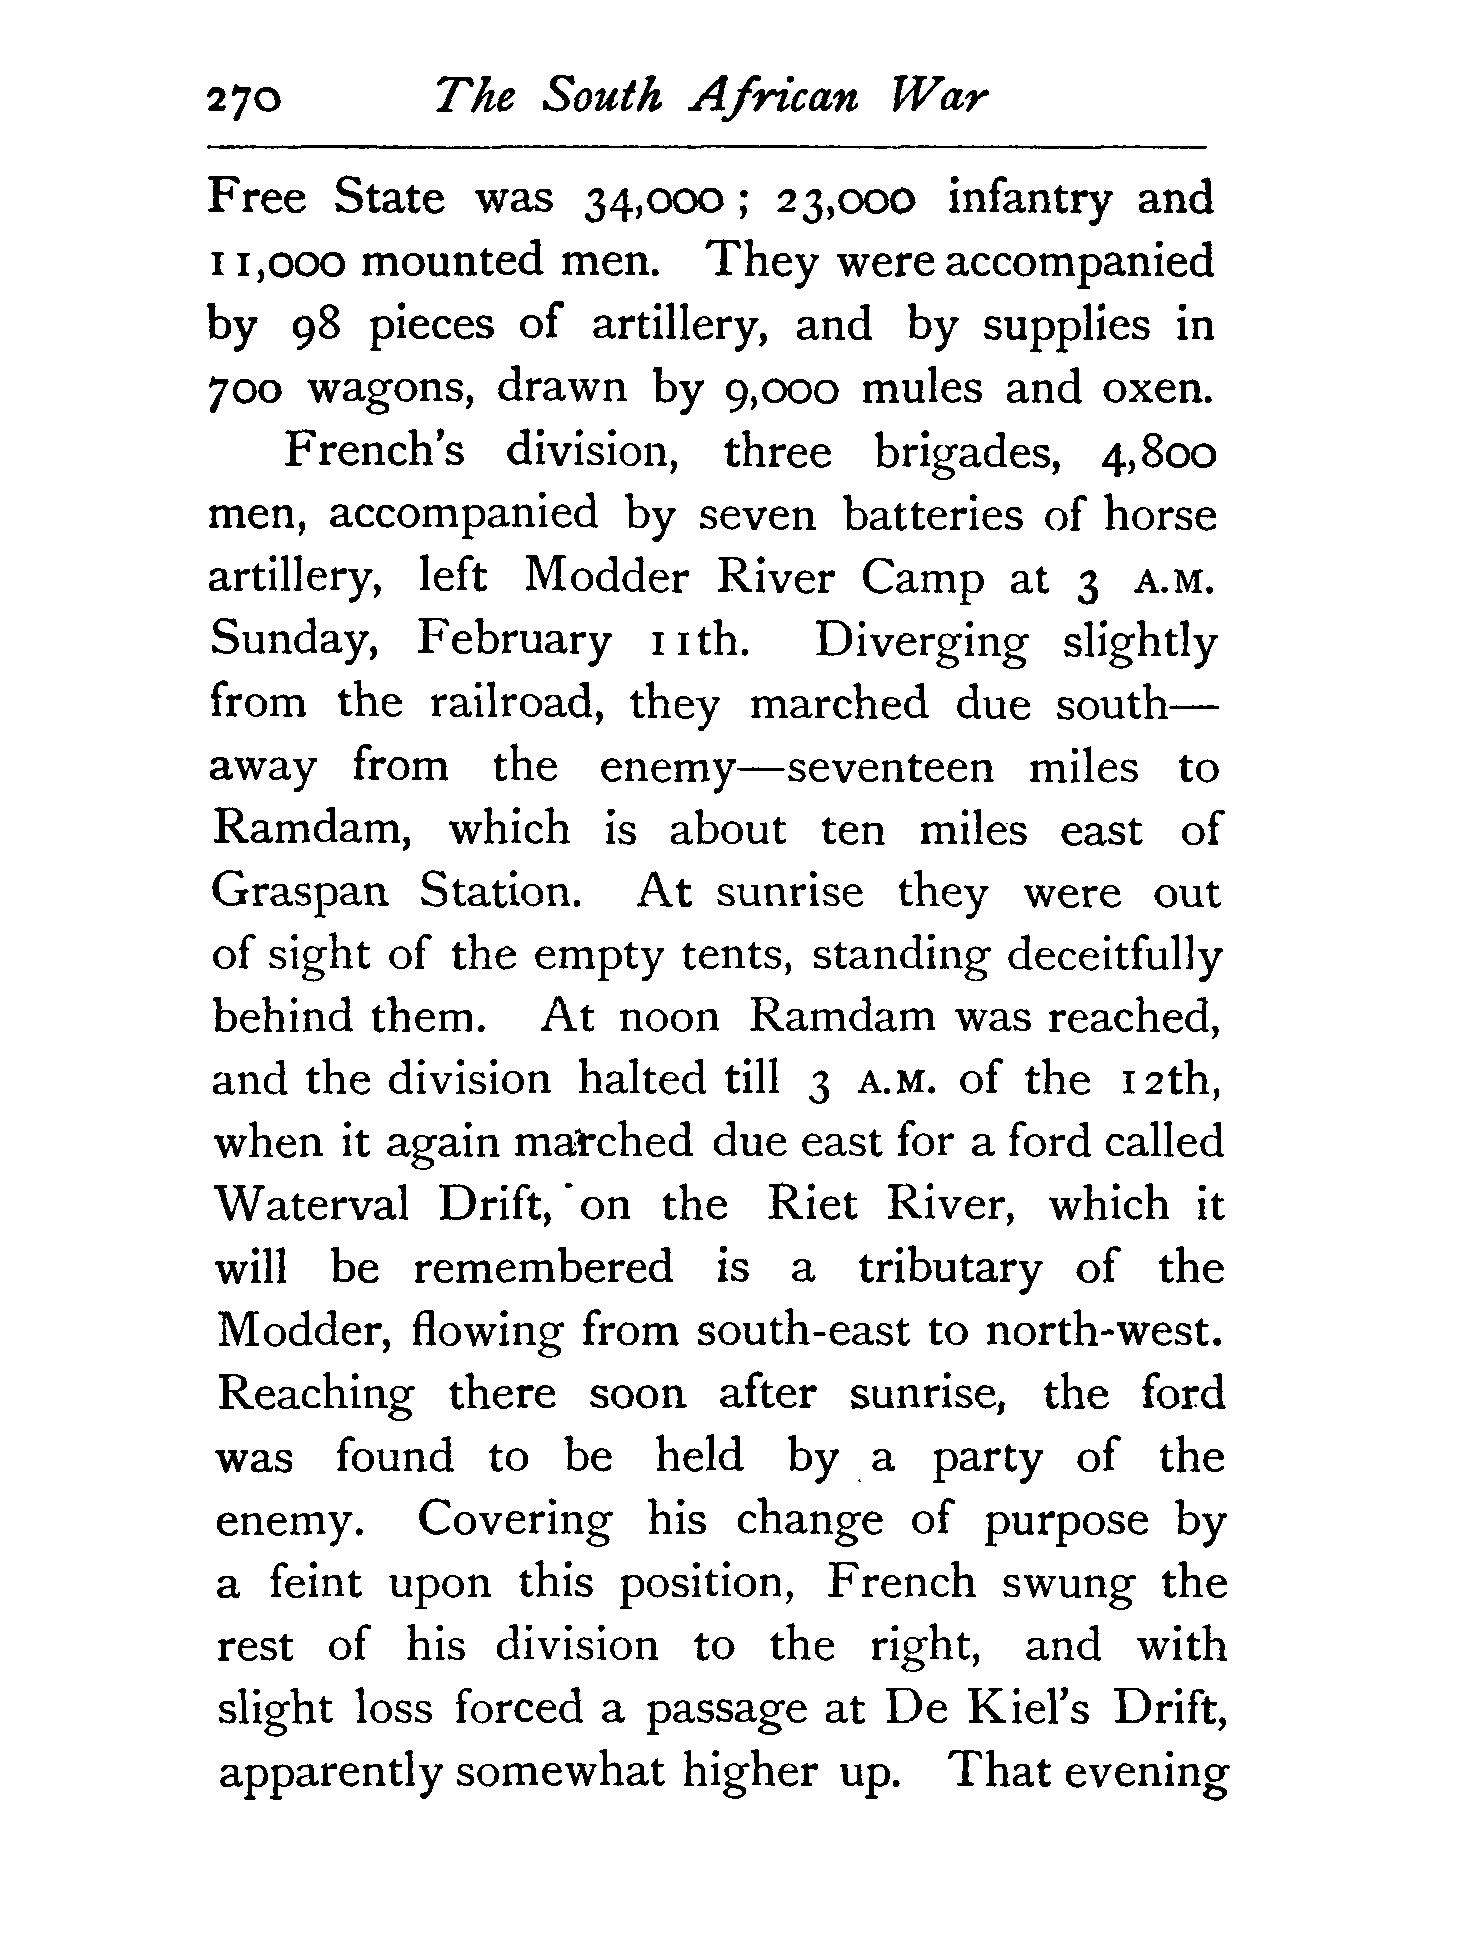 270 The South African War
Free State was 34,000 ; 23,000 infantry and
11,000 mounted men. They were accompanied
by 98 pieces of artillery, and by supplies in
700 wagons, drawn by 9,000 mules and oxen.
French's division, three brigades, 4,800
men, accompanied by seven batteries of horse
artillery, left Modder River Camp at 3 A.M.
Sunday, February 11th. Diverging slightly
from the railroad, they marched due south—
away from the enemy—seventeen miles to
Ramdam, which is about ten miles east of
Graspan Station. At sunrise they were out
of sight of the empty tents, standing deceitfully
behind them. At noon Ramdam was reached,
and the division halted till 3 A.M. of the 12th,
when it again marched due east for a ford called
Waterval Drift, on the Riet River, which it
will be remembered is a tributary of the
Modder, flowing from south-east to north-west.
Reaching there soon after sunrise, the ford
was found to be held by a party of the
enemy. Covering his change of purpose by
a feint upon this position, French swung the
rest of his division to the right, and with
slight loss forced a passage at De Kiel's Drift,
apparently somewhat higher up. That evening